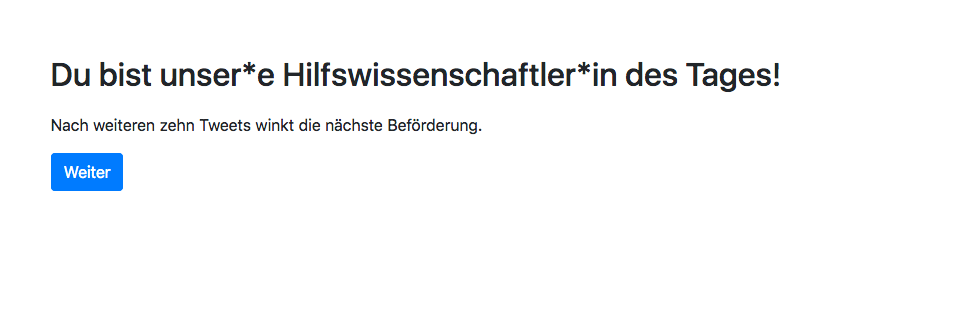 Du bist unser*e Hilfswissenschaftler*in des Tages!
Nach weiteren zehn Tweets winkt die nächste Beförderung.
Weiter